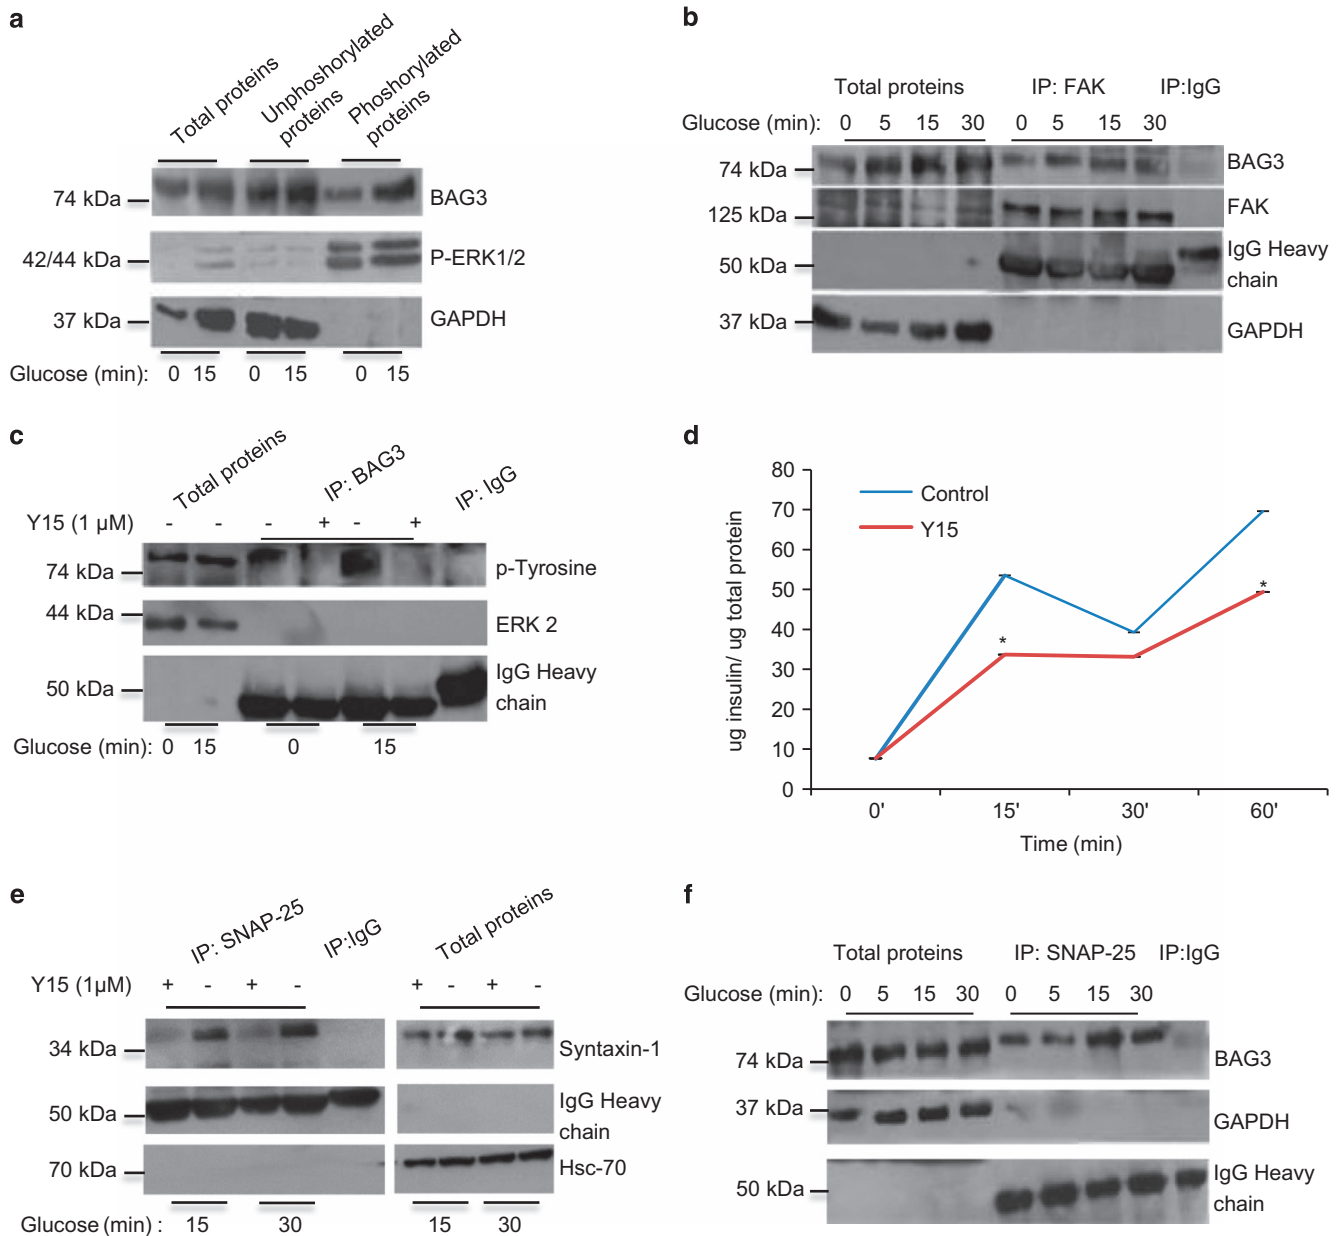 a
Total proteins
Unphoshorylated
proteins
Phoshorylated
proteins
74 kDa
BAG3
42/44 kDa
P-ERK1/2
37 kDa
GAPDH
Glucose (min): 0 15 0 15 0 15
b
Total proteins IP: FAK IP:IgG
Glucose (min): 0 5 15 30 0 5 15 30
74 kDa
BAG3
125 kDa
FAK
50 kDa
IgG Heavy
chain
37 kDa
GAPDH
c
Total proteins
IP: BAG3
IP: IgG
Y15 (1 µM) - - - + - +
74 kDa
p-Tyrosine
44 kDa
ERK 2
50 kDa
IgG Heavy
chain
Glucose (min): 0 15 0 15
d
80
70
60
50
40
30
20
10
0
ug insulin/ ug total protein
Control
Y15
*
*
0' 15' 30' 60'
Time (min)
e
IP: SNAP-25
IP:IgG
Total proteins
Y15 (1µM) + - + - + - + -
34 kDa
Syntaxin-1
50 kDa
IgG Heavy
chain
70 kDa
Hsc-70
Glucose (min) : 15 30 15 30
f
Total proteins IP: SNAP-25 IP:IgG
Glucose (min): 0 5 15 30 0 5 15 30
74 kDa
BAG3
37 kDa
GAPDH
50 kDa
IgG Heavy
chain